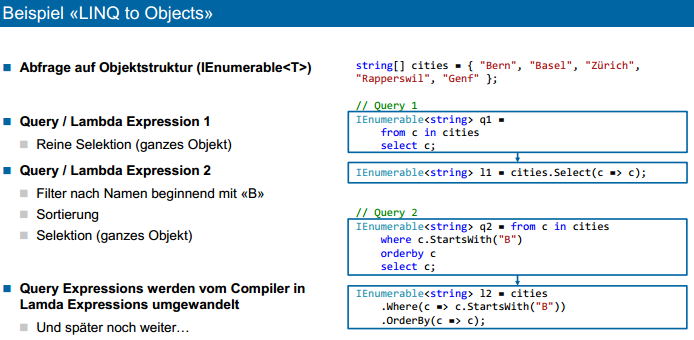 Beispiel «LINQ to Objects»
Abfrage auf Objektstruktur (IEnumerable<T>)
Query / Lambda Expression 1
Reine Selektion (ganzes Objekt)
Query / Lambda Expression 2
Filter nach Namen beginnend mit «B»
Sortierung
Selektion (ganzes Objekt)
Query Expressions werden vom Compiler in
Lamda Expressions umgewandelt
Und später noch weiter…
string[] cities = { "Bern", "Basel", "Zürich",
"Rapperswil", "Genf" };
// Query 1
IEnumerable<string> q1 =
from c in cities
select c;
IEnumerable<string> l1 = cities.Select(c => c);
// Query 2
IEnumerable<string> q2 = from c in cities
where c.StartsWith("B")
orderby c
select c;
IEnumerable<string> l2 = cities
.Where(c => c.StartsWith("B"))
.OrderBy(c => c);